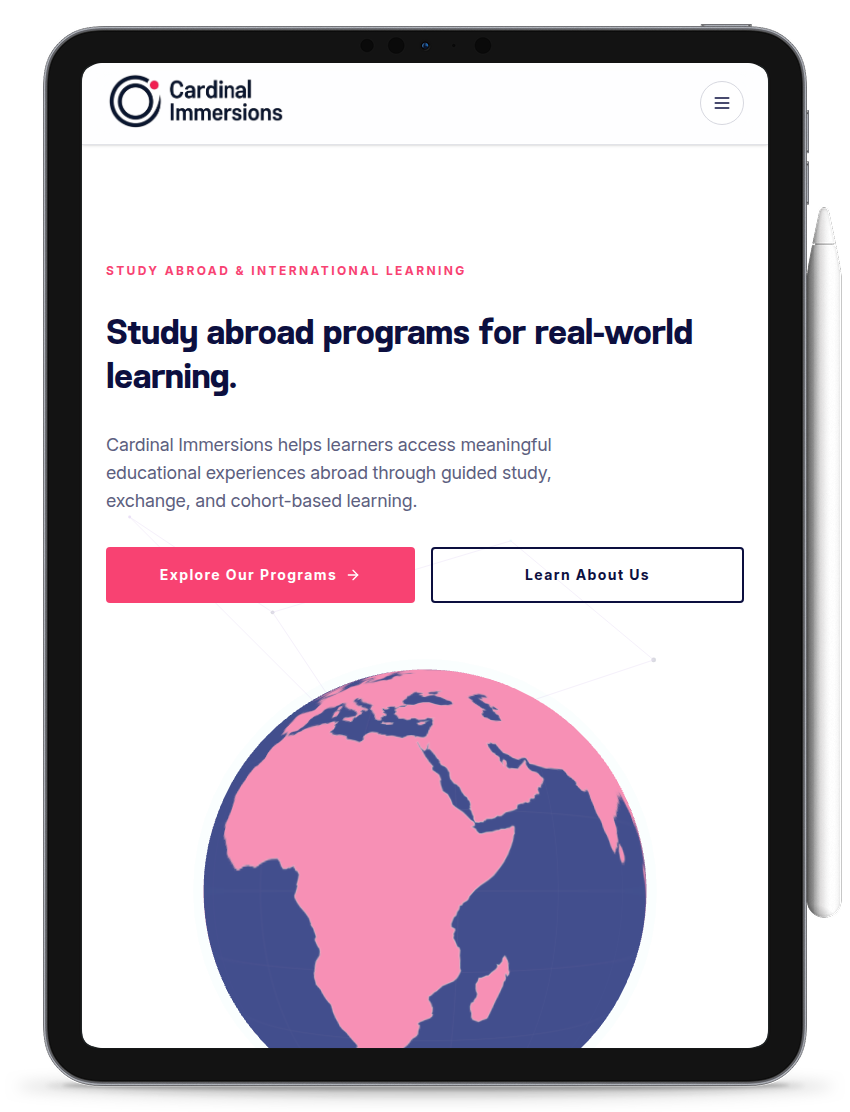 Cardinal
Immersions
STUDY ABROAD & INTERNATIONAL LEARNING
Study abroad programs for real-world
learning.
Cardinal Immersions helps learners access meaningful
educational experiences abroad through guided study,
exchange, and cohort-based learning.
Explore Our Programs →
Learn About Us